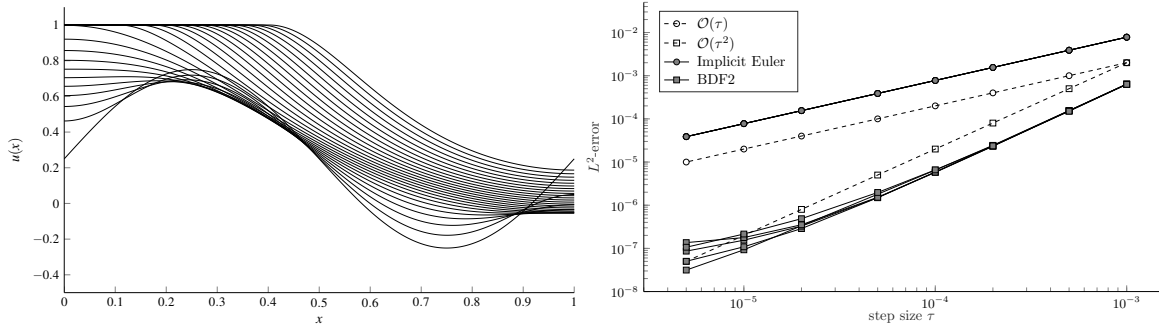 1
0.8
0.6
0.4
0.2
0
−0.2
−0.4
u(x)
0 0.1 0.2 0.3 0.4 0.5 0.6 0.7 0.8 0.9 1
x
10⁻²
10⁻³
10⁻⁴
10⁻⁵
10⁻⁶
10⁻⁷
10⁻⁸
L²-error
O(τ)
O(τ²)
Implicit Euler
BDF2
10⁻⁵ 10⁻⁴ 10⁻³
step size τ